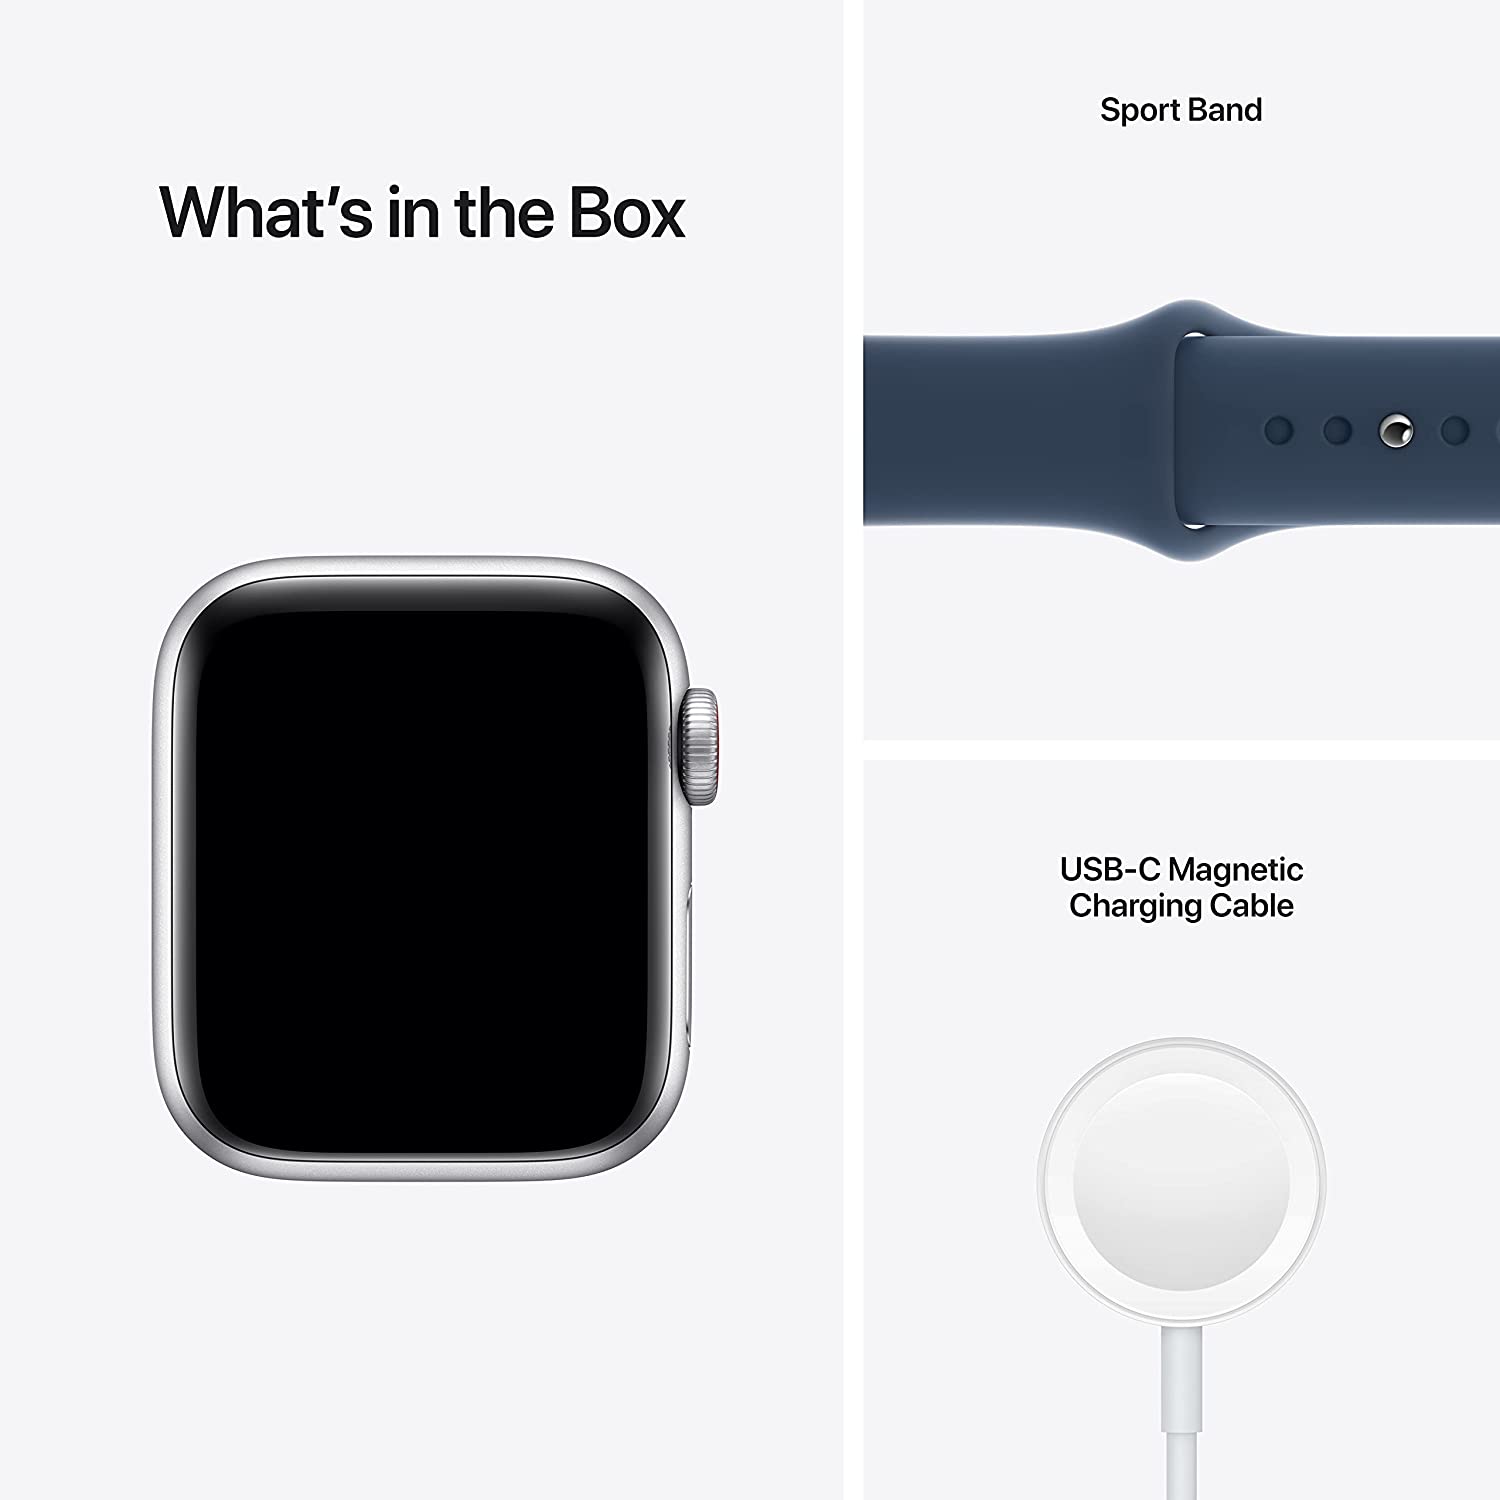 What’s in the Box
Sport Band
USB-C Magnetic
Charging Cable